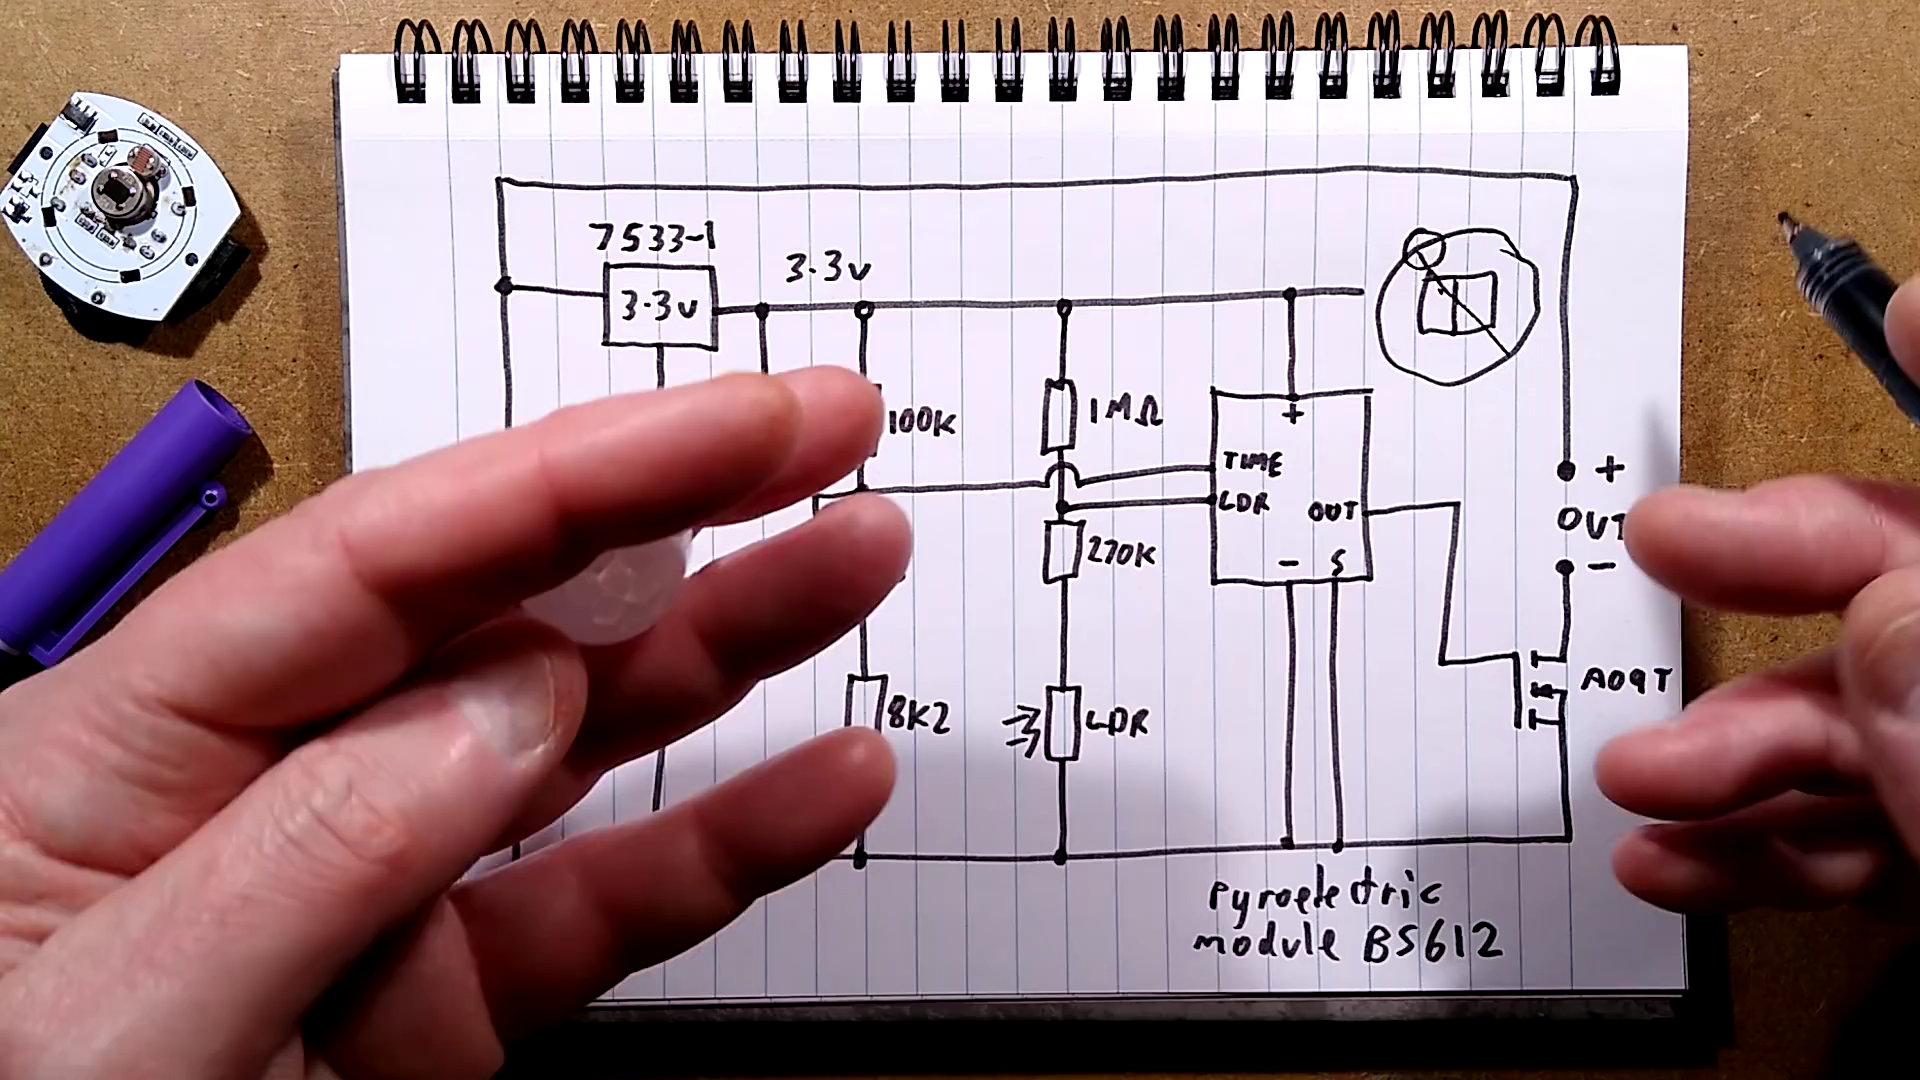 7533-1
3.3v
3.3v
100K
1MΩ
+
TIME
LDR
OUT
- S
270K
+
OUT
-
A09T
8K2
LDR
Pyroelectric
module BS612